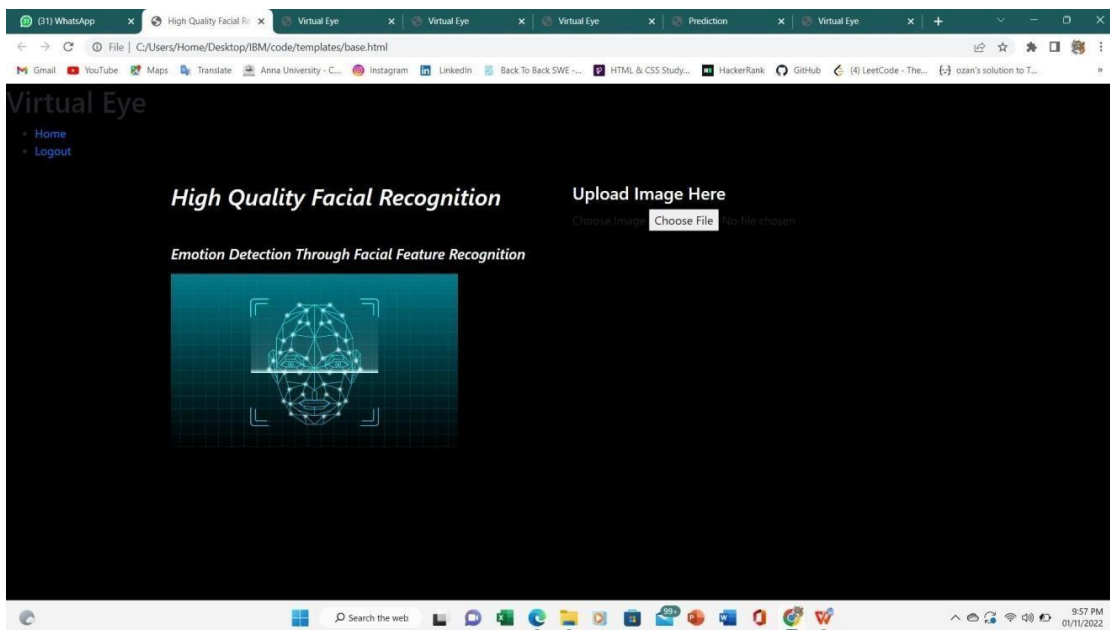 (31) WhatsApp
High Quality Facial Re
Virtual Eye
Virtual Eye
Virtual Eye
Prediction
Virtual Eye
File | C:/Users/Home/Desktop/IBM/code/templates/base.html
Gmail YouTube Maps Translate Anna University - C... Instagram LinkedIn Back To Back SWE -... HTML & CSS Study... HackerRank GitHub (4) LeetCode - The... ozan's solution to T...
Virtual Eye
Home
Logout
High Quality Facial Recognition
Upload Image Here
Choose Image Choose File No file chosen
Emotion Detection Through Facial Feature Recognition
Search the web
99+
9:57 PM
01/11/2022